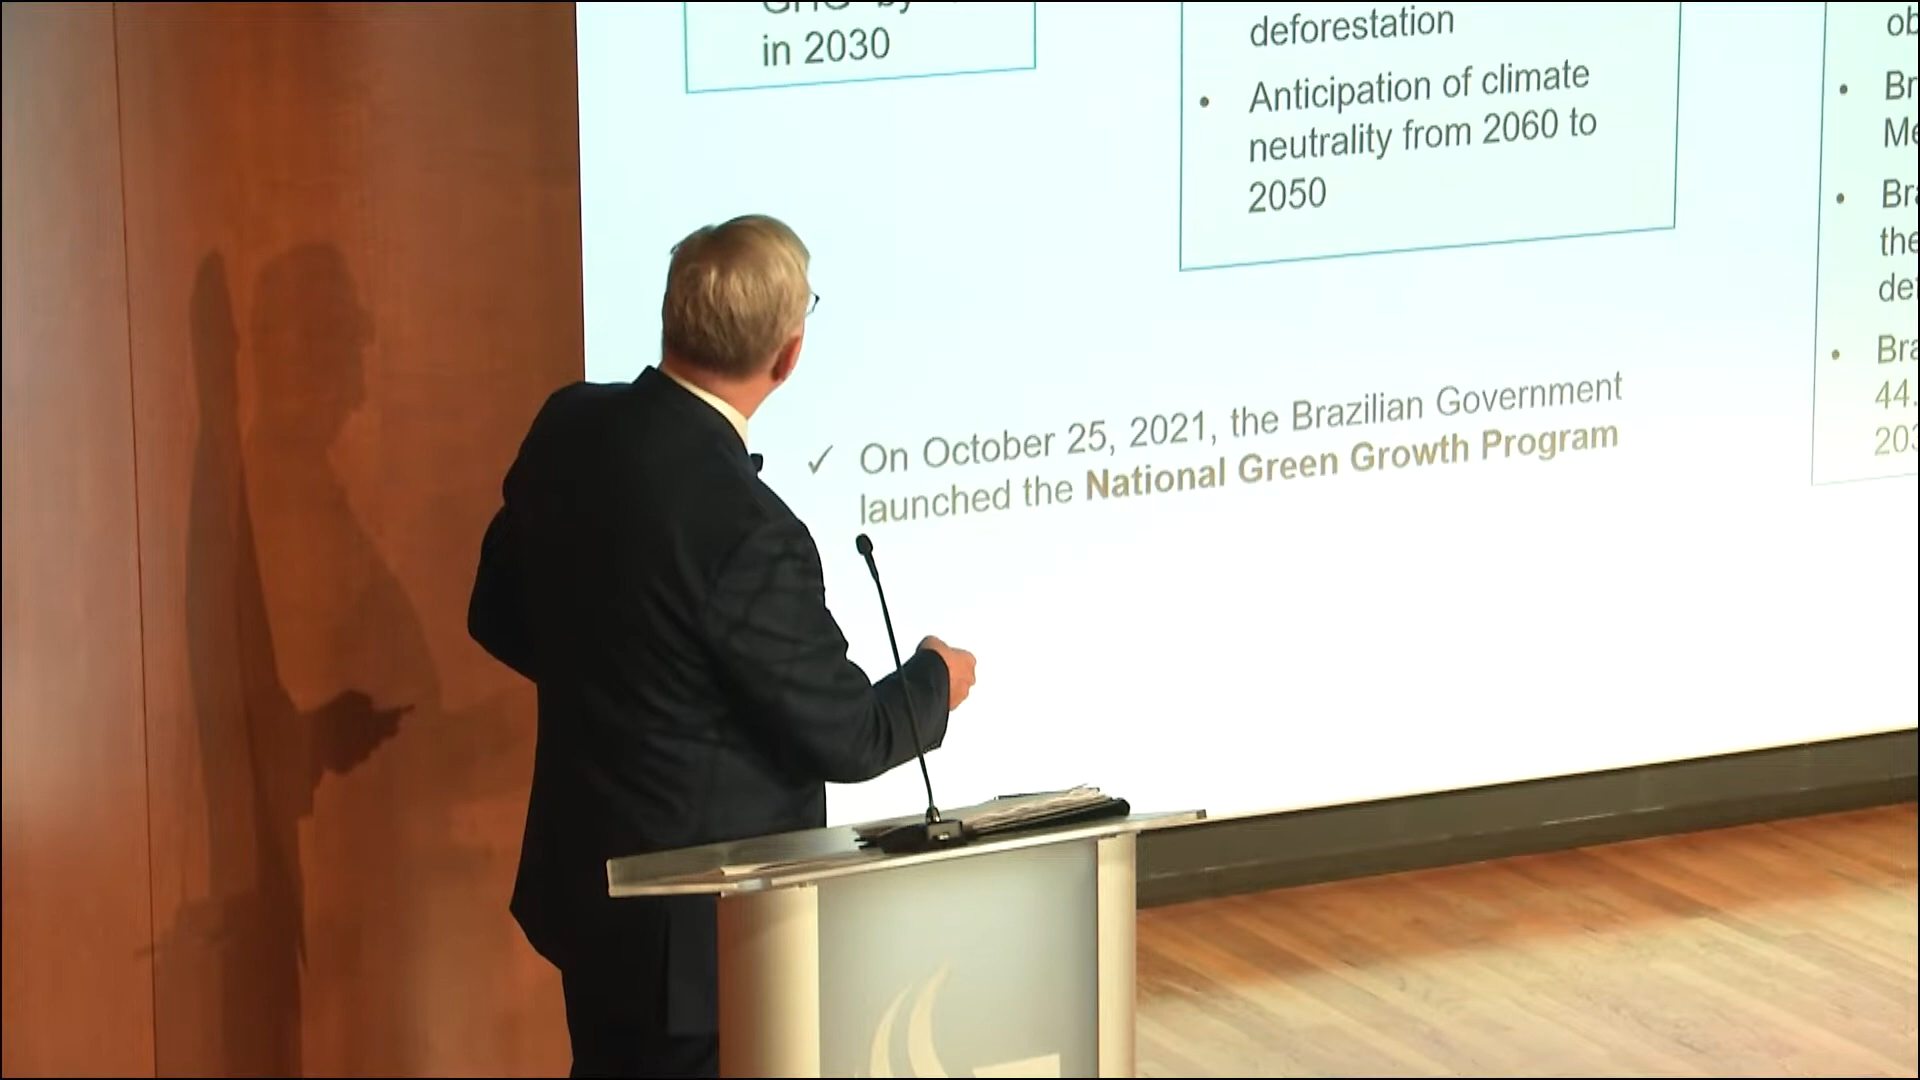 in 2030
deforestation
• Anticipation of climate
neutrality from 2060 to
2050
✓ On October 25, 2021, the Brazilian Government
launched the National Green Growth Program
44.